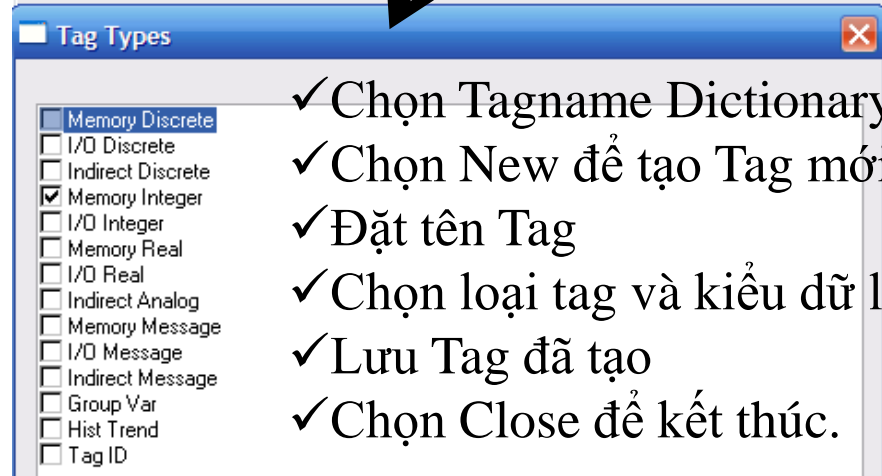 Tag Types
Memory Discrete
I/O Discrete
Indirect Discrete
Memory Integer
I/O Integer
Memory Real
I/O Real
Indirect Analog
Memory Message
I/O Message
Indirect Message
Group Var
Hist Trend
Tag ID
✓Chọn Tagname Dictionary
✓Chọn New để tạo Tag mới
✓Đặt tên Tag
✓Chọn loại tag và kiểu dữ
✓Lưu Tag đã tạo
✓Chọn Close để kết thúc.